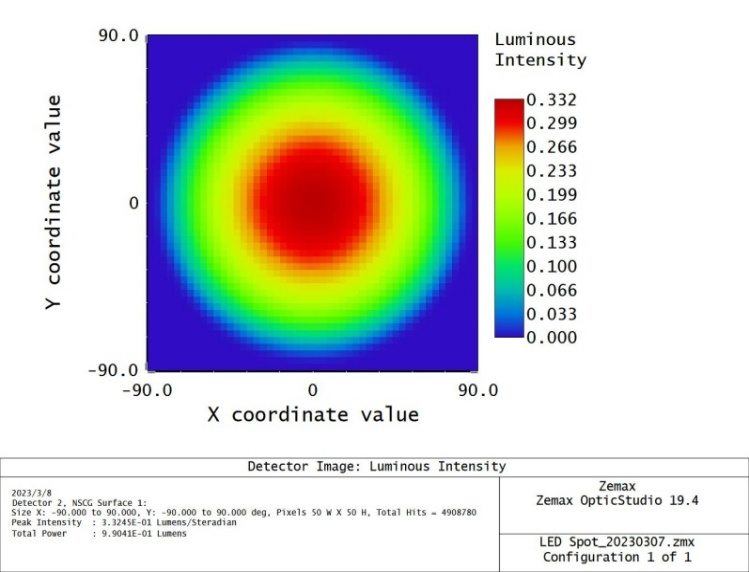 90.0
0
-90.0
Y coordinate value
-90.0 0 90.0
X coordinate value
Luminous
Intensity
0.332
0.299
0.266
0.233
0.199
0.166
0.133
0.100
0.066
0.033
0.000
Detector Image: Luminous Intensity
2023/3/8
Detector 2, NSCG Surface 1:
Size X: -90.000 to 90.000, Y: -90.000 to 90.000 deg, Pixels 50 W X 50 H, Total Hits = 4908780
Peak Intensity : 3.3245E-01 Lumens/Steradian
Total Power : 9.9041E-01 Lumens
Zemax
Zemax OpticStudio 19.4
LED Spot_20230307.zmx
Configuration 1 of 1